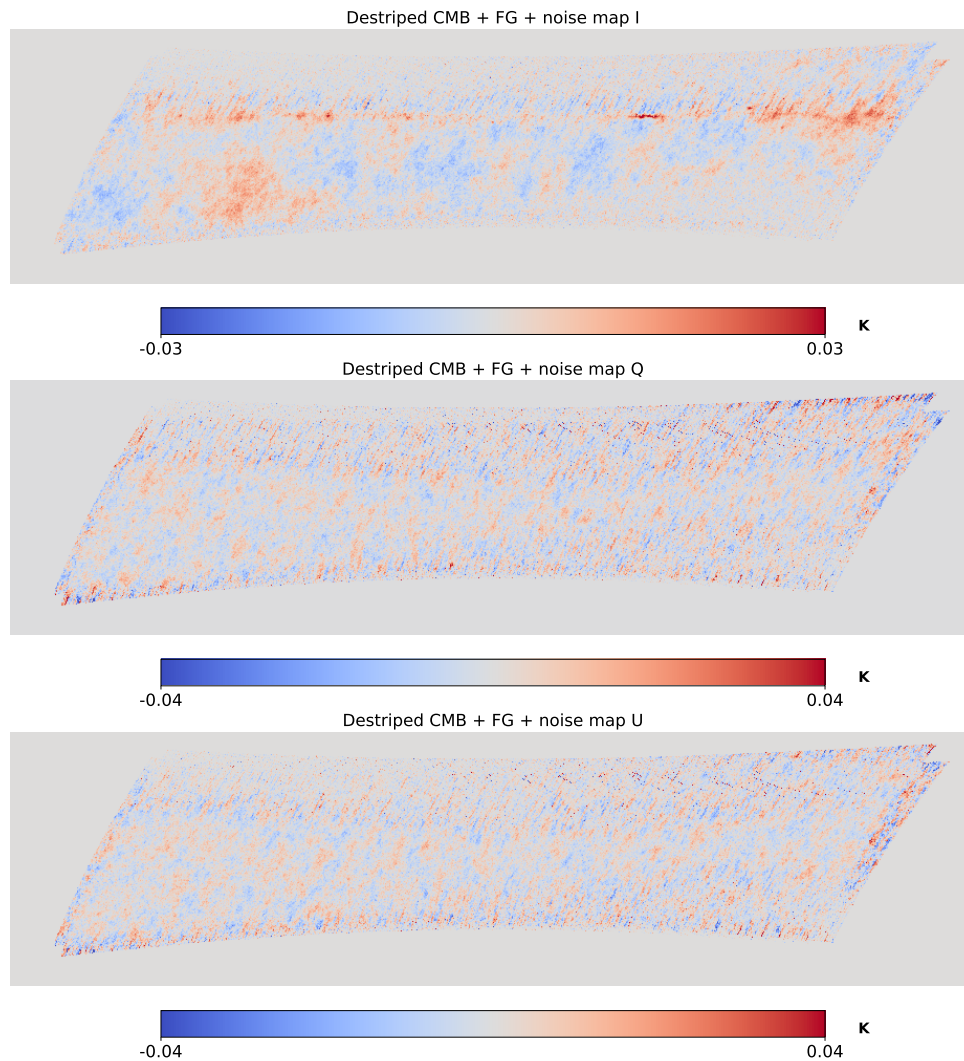 Destriped CMB + FG + noise map I
-0.03 0.03 K
Destriped CMB + FG + noise map Q
-0.04 0.04 K
Destriped CMB + FG + noise map U
-0.04 0.04 K